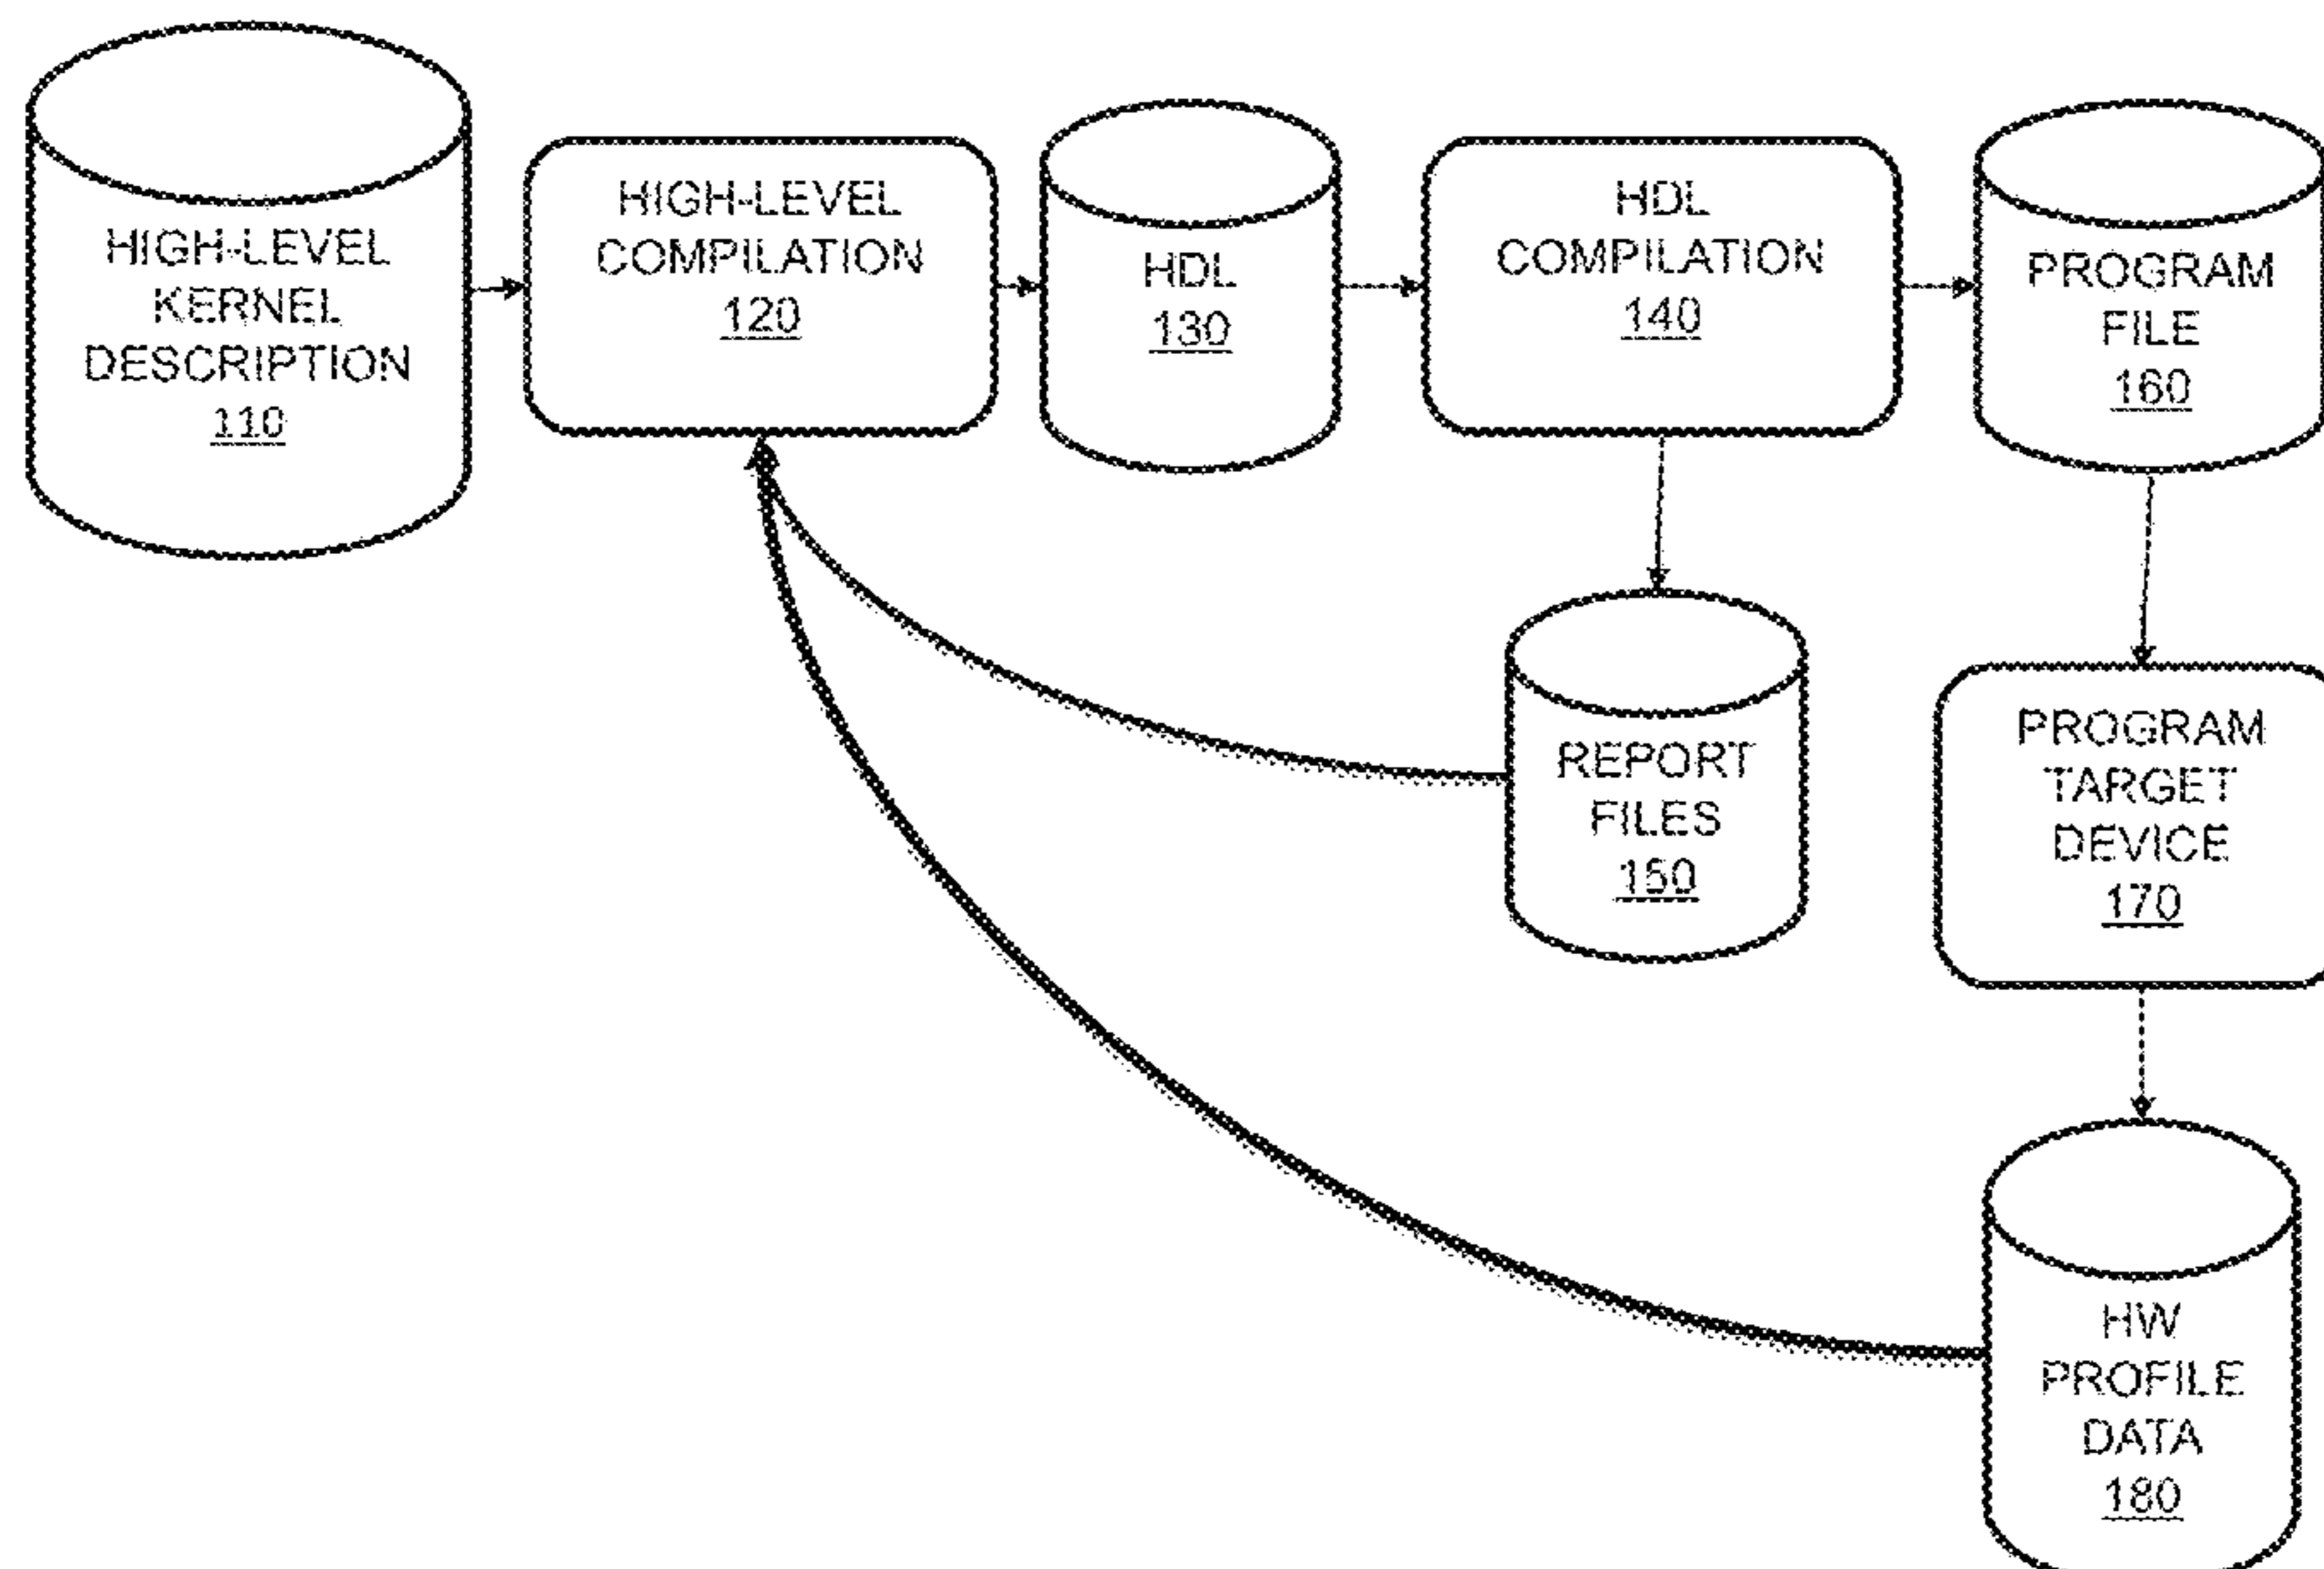 HIGH-LEVEL
KERNEL
DESCRIPTION
110
HIGH-LEVEL
COMPILATION
120
HDL
130
HDL
COMPILATION
140
PROGRAM
FILE
160
REPORT
FILES
150
PROGRAM
TARGET
DEVICE
170
HW
PROFILE
DATA
180